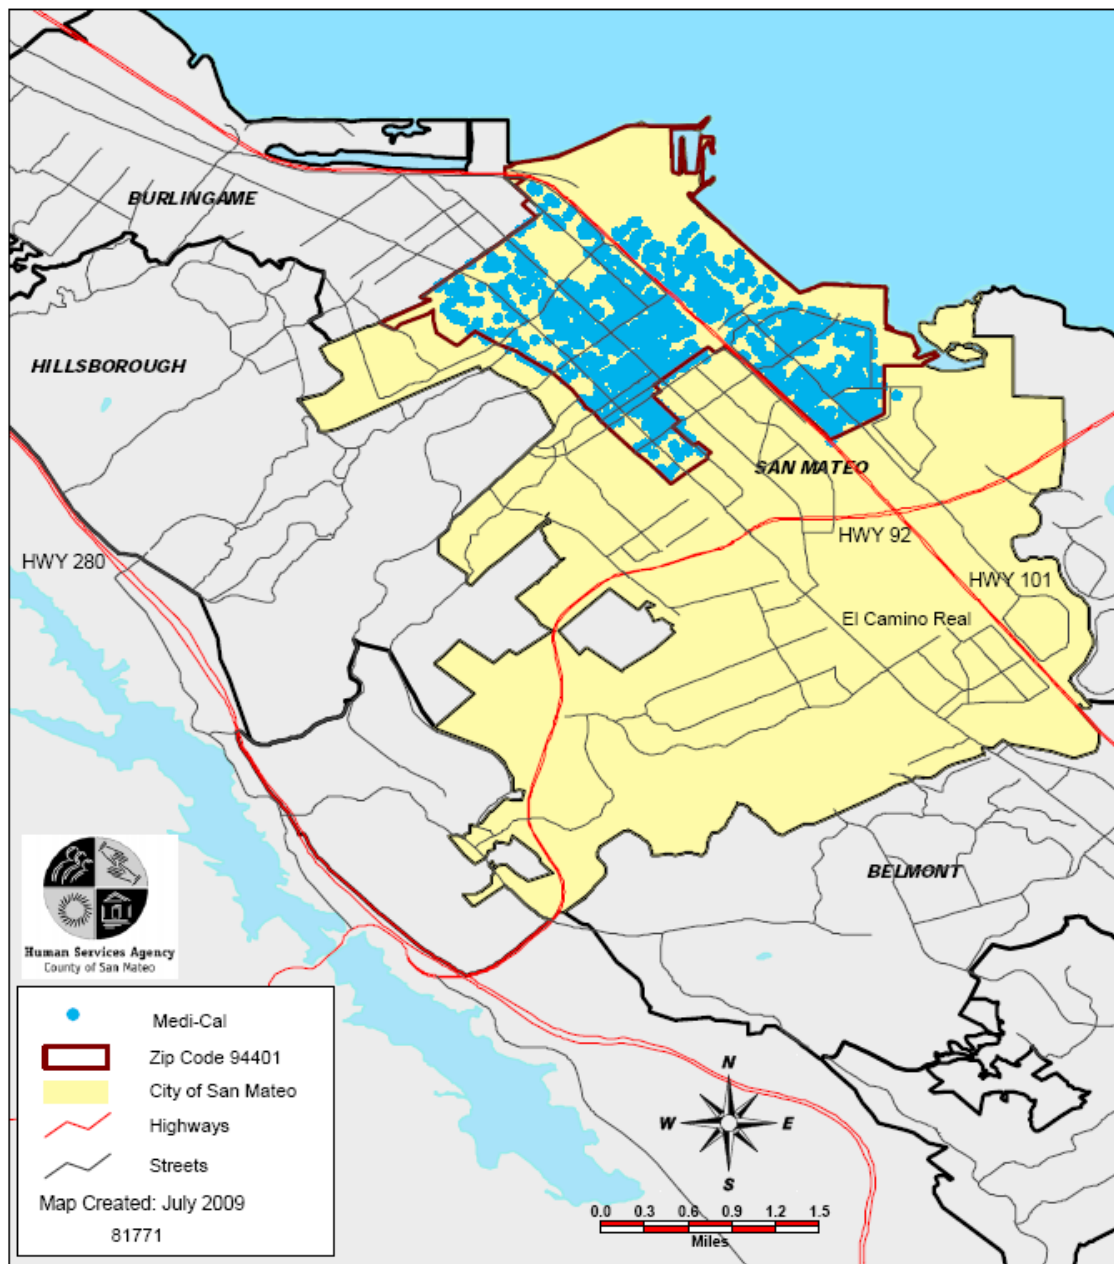 BURLINGAME
HILLSBOROUGH
SAN MATEO
HWY 92
HWY 280
HWY 101
El Camino Real
BELMONT
Human Services Agency
County of San Mateo
Medi-Cal
Zip Code 94401
City of San Mateo
Highways
Streets
Map Created: July 2009
81771
N
W E
S
0.0 0.3 0.6 0.9 1.2 1.5
Miles